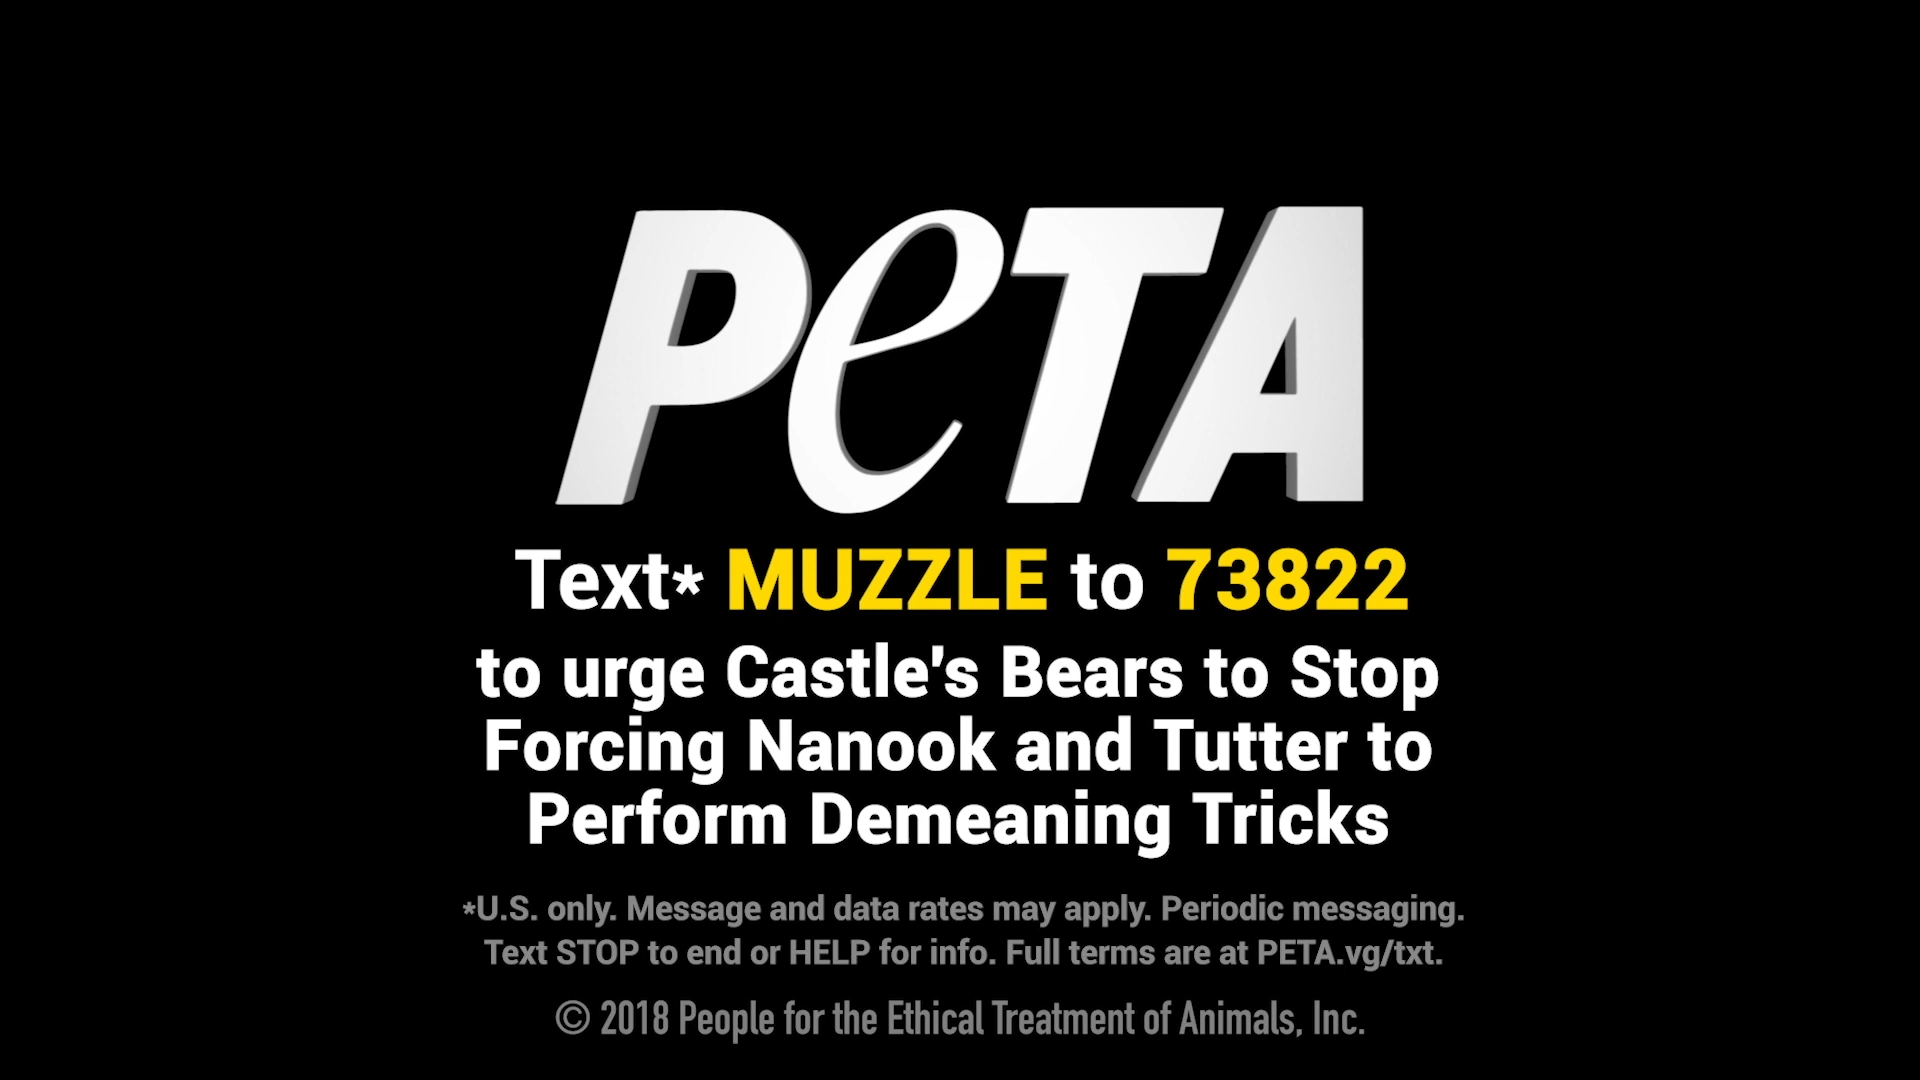 PeTA
Text* MUZZLE to 73822
to urge Castle's Bears to Stop
Forcing Nanook and Tutter to
Perform Demeaning Tricks
*U.S. only. Message and data rates may apply. Periodic messaging.
Text STOP to end or HELP for info. Full terms are at PETA.vg/txt.
© 2018 People for the Ethical Treatment of Animals, Inc.